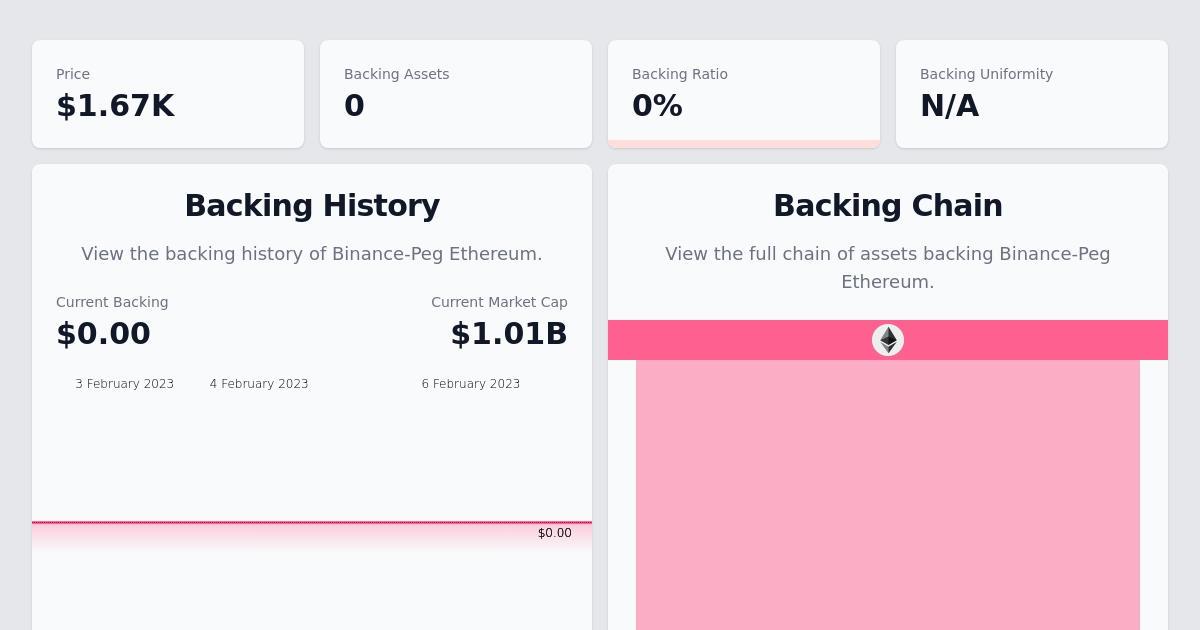 Price
$1.67K
Backing Assets
0
Backing Ratio
0%
Backing Uniformity
N/A
Backing History
View the backing history of Binance-Peg Ethereum.
Current Backing
$0.00
Current Market Cap
$1.01B
3 February 2023
4 February 2023
6 February 2023
$0.00
Backing Chain
View the full chain of assets backing Binance-Peg
Ethereum.